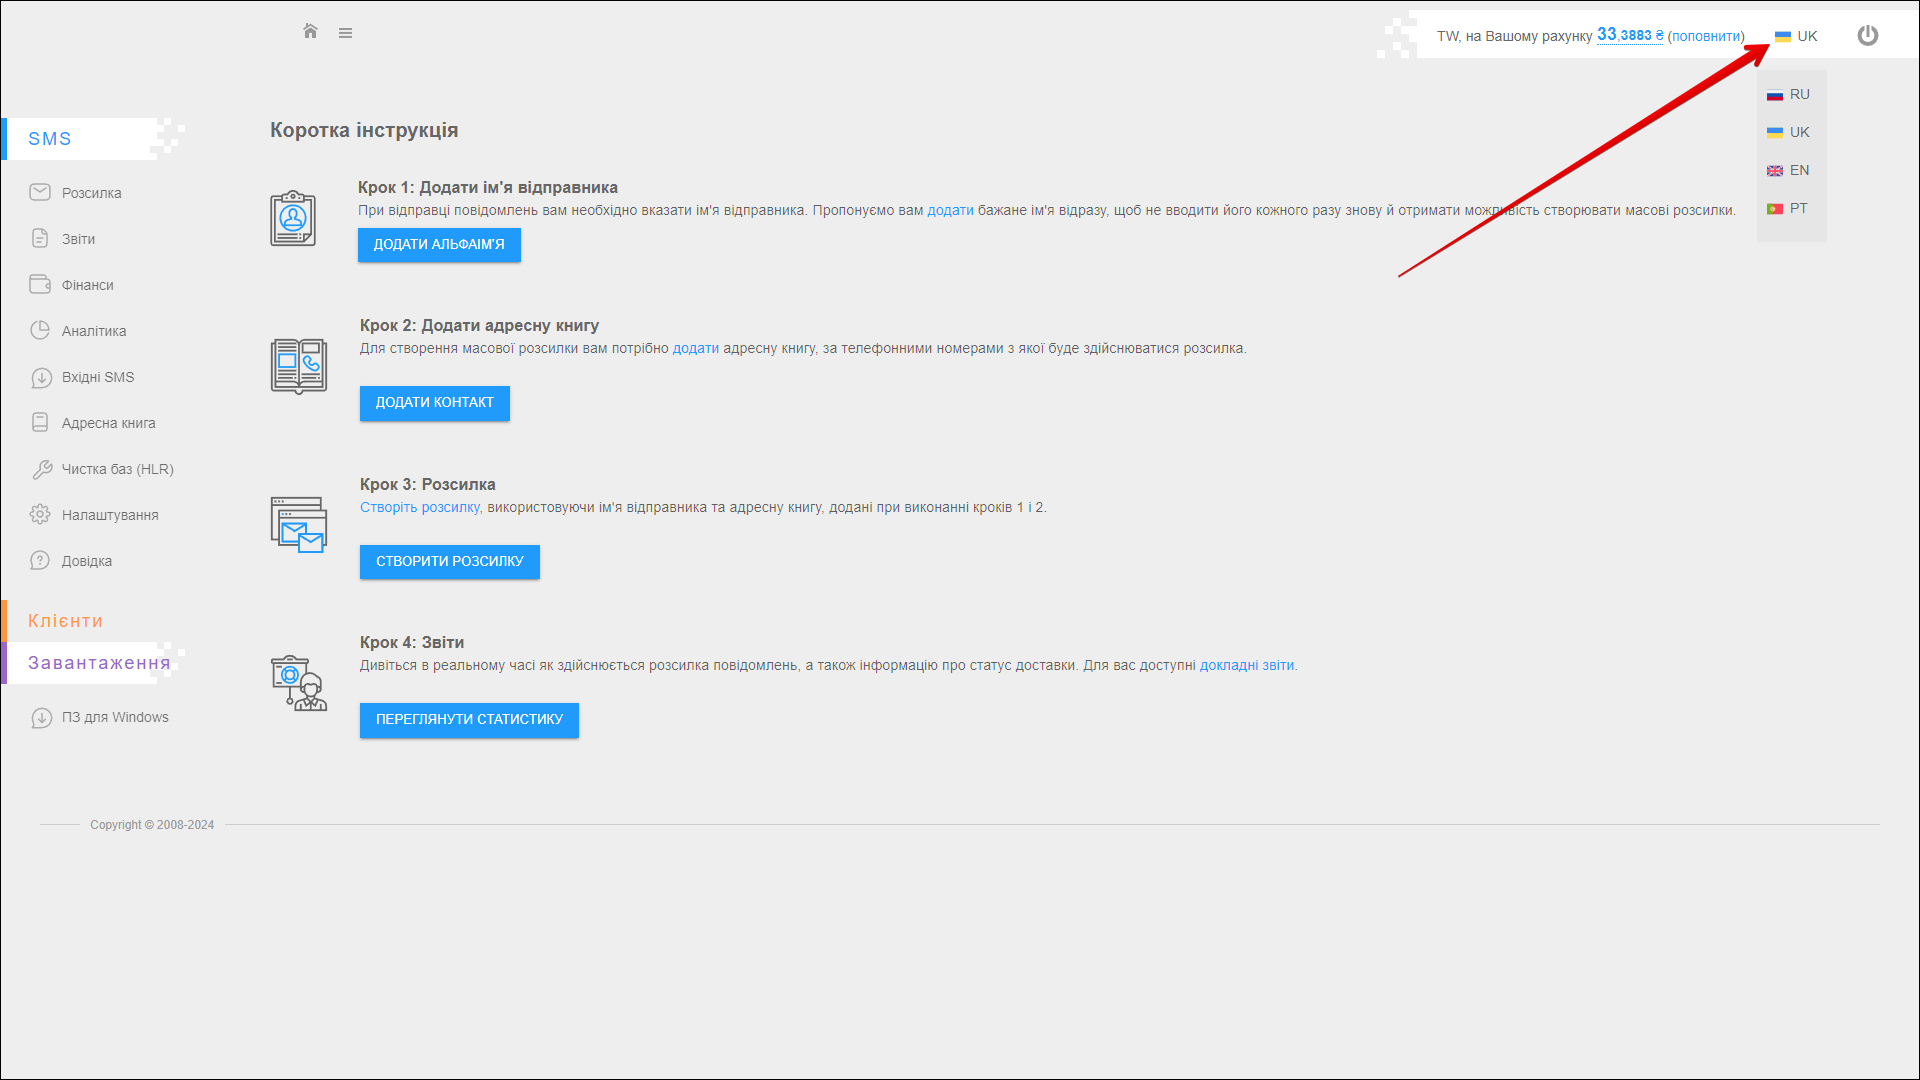 TW, на Вашому рахунку 33,3883 ₴ (поповнити)
UK
RU
UK
EN
PT
SMS
Розсилка
Звіти
Фінанси
Аналітика
Вхідні SMS
Адресна книга
Чистка баз (HLR)
Налаштування
Довідка
Клієнти
Завантаження
ПЗ для Windows
Коротка інструкція
Крок 1: Додати ім'я відправника
При відправці повідомлень вам необхідно вказати ім'я відправника. Пропонуємо вам додати бажане ім'я відразу, щоб не вводити його кожного разу знову й отримати можливість створювати масові розсилки.
ДОДАТИ АЛЬФАІМ'Я
Крок 2: Додати адресну книгу
Для створення масової розсилки вам потрібно додати адресну книгу, за телефонними номерами з якої буде здійснюватися розсилка.
ДОДАТИ КОНТАКТ
Крок 3: Розсилка
Створіть розсилку, використовуючи ім'я відправника та адресну книгу, додані при виконанні кроків 1 і 2.
СТВОРИТИ РОЗСИЛКУ
Крок 4: Звіти
Дивіться в реальному часі як здійснюється розсилка повідомлень, а також інформацію про статус доставки. Для вас доступні докладні звіти.
ПЕРЕГЛЯНУТИ СТАТИСТИКУ
Copyright © 2008-2024